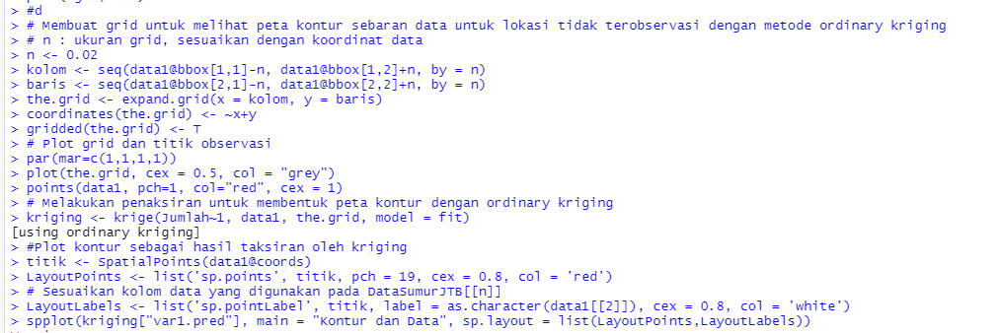 > #d
> # Membuat grid untuk melihat peta kontur sebaran data untuk lokasi tidak terobservasi dengan metode ordinary kriging
> # n : ukuran grid, sesuaikan dengan koordinat data
> n <- 0.02
> kolom <- seq(data1@bbox[1,1]-n, data1@bbox[1,2]+n, by = n)
> baris <- seq(data1@bbox[2,1]-n, data1@bbox[2,2]+n, by = n)
> the.grid <- expand.grid(x = kolom, y = baris)
> coordinates(the.grid) <- ~x+y
> gridded(the.grid) <- T
> # Plot grid dan titik observasi
> par(mar=c(1,1,1,1))
> plot(the.grid, cex = 0.5, col = "grey")
> points(data1, pch=1, col="red", cex = 1)
> # Melakukan penaksiran untuk membentuk peta kontur dengan ordinary kriging
> kriging <- krige(Jumlah~1, data1, the.grid, model = fit)
[using ordinary kriging]
> #Plot kontur sebagai hasil taksiran oleh kriging
> titik <- SpatialPoints(data1@coords)
> LayoutPoints <- list('sp.points', titik, pch = 19, cex = 0.8, col = 'red')
> # Sesuaikan kolom data yang digunakan pada DataSumurJTB[[n]]
> LayoutLabels <- list('sp.pointLabel', titik, label = as.character(data1[[2]]), cex = 0.8, col = 'white')
> spplot(kriging["var1.pred"], main = "Kontur dan Data", sp.layout = list(LayoutPoints,LayoutLabels))